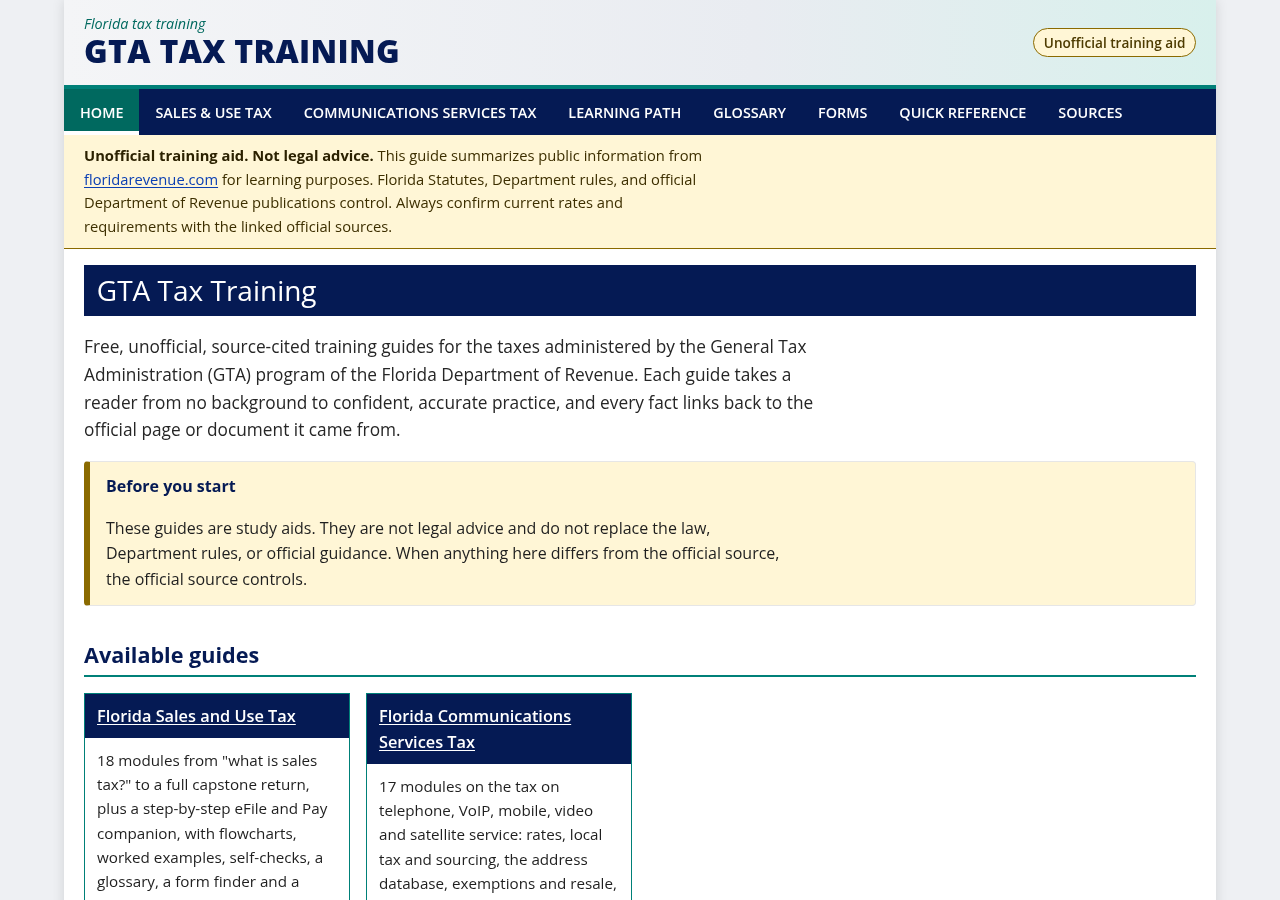 Florida tax training
GTA TAX TRAINING
Unofficial training aid
HOME
SALES & USE TAX
COMMUNICATIONS SERVICES TAX
LEARNING PATH
GLOSSARY
FORMS
QUICK REFERENCE
SOURCES
Unofficial training aid. Not legal advice. This guide summarizes public information from
floridarevenue.com for learning purposes. Florida Statutes, Department rules, and official
Department of Revenue publications control. Always confirm current rates and
requirements with the linked official sources.
GTA Tax Training
Free, unofficial, source-cited training guides for the taxes administered by the General Tax
Administration (GTA) program of the Florida Department of Revenue. Each guide takes a
reader from no background to confident, accurate practice, and every fact links back to the
official page or document it came from.
Before you start
These guides are study aids. They are not legal advice and do not replace the law,
Department rules, or official guidance. When anything here differs from the official source,
the official source controls.
Available guides
Florida Sales and Use Tax
18 modules from "what is sales
tax?" to a full capstone return,
plus a step-by-step eFile and Pay
companion, with flowcharts,
worked examples, self-checks, a
glossary, a form finder and a
Florida Communications
Services Tax
17 modules on the tax on
telephone, VoIP, mobile, video
and satellite service: rates, local
tax and sourcing, the address
database, exemptions and resale,